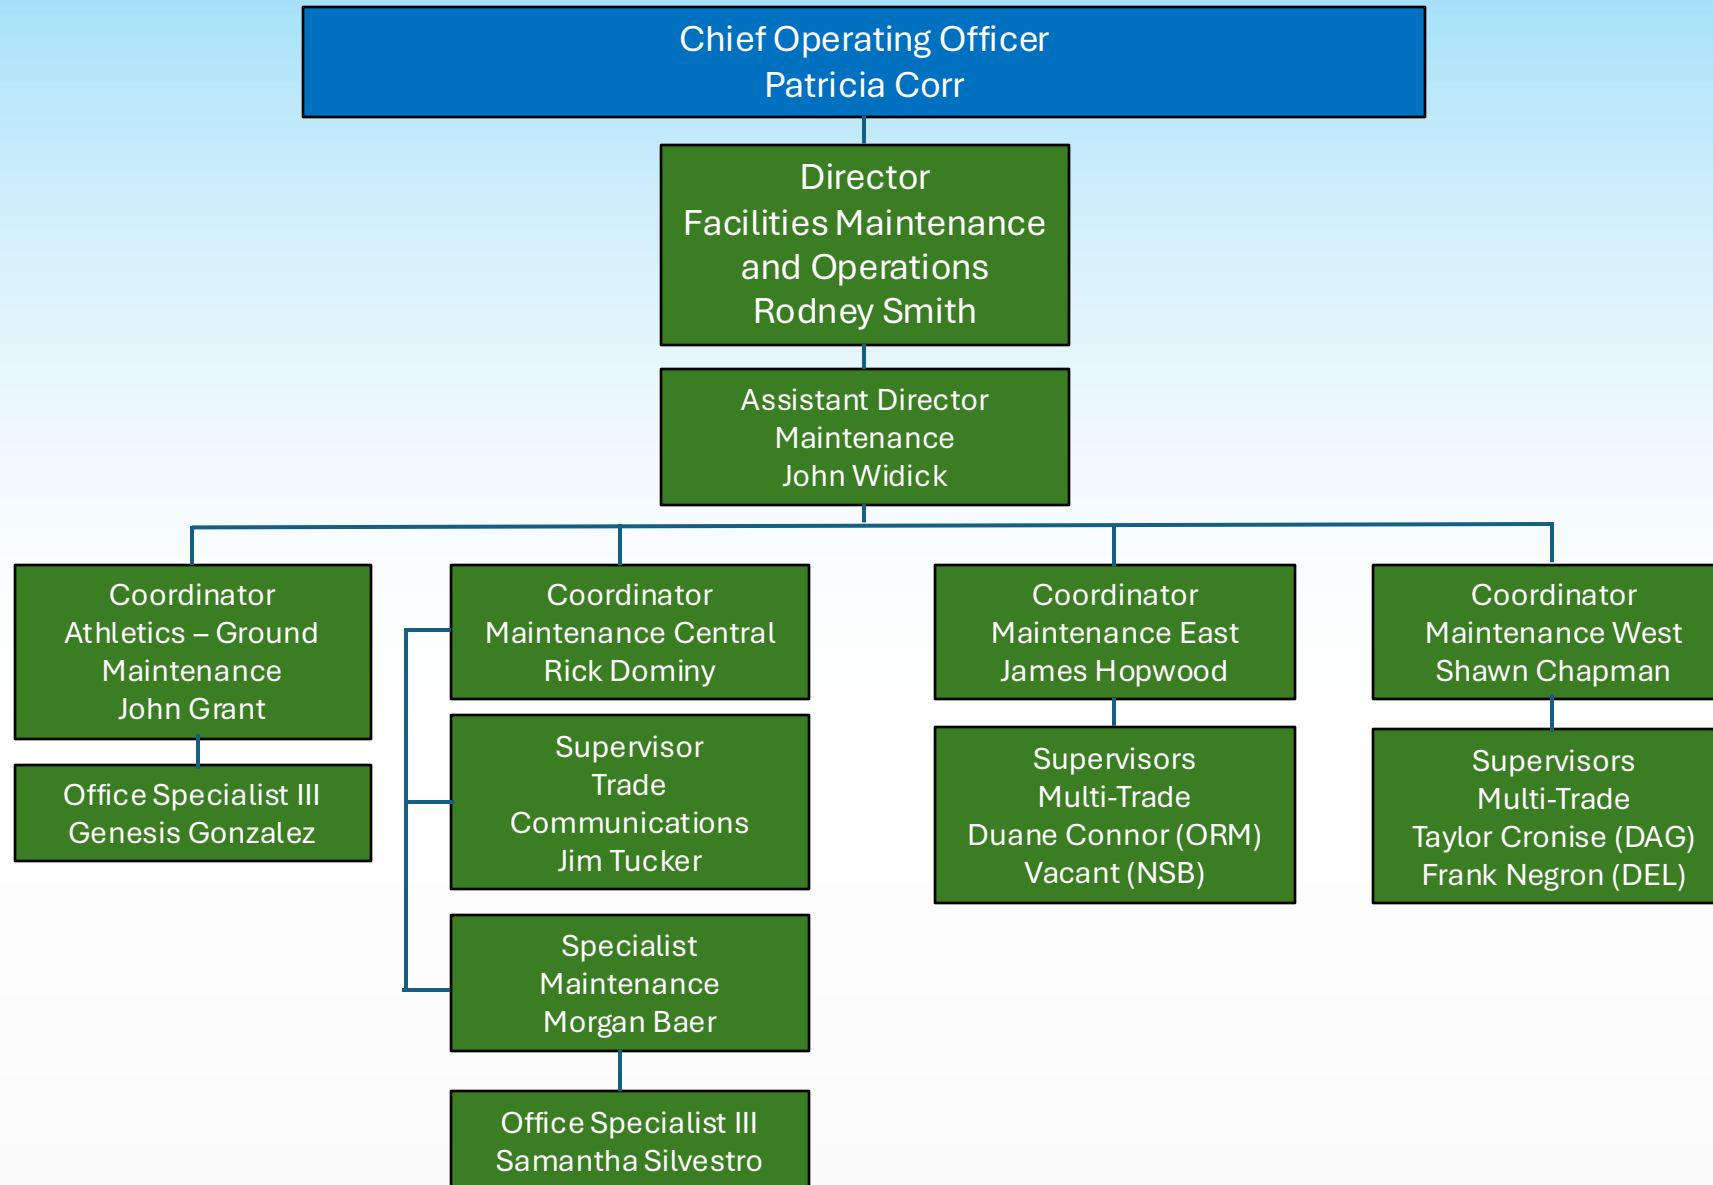 Chief Operating Officer
Patricia Corr
Director
Facilities Maintenance
and Operations
Rodney Smith
Assistant Director
Maintenance
John Widick
Coordinator
Athletics – Ground
Maintenance
John Grant
Office Specialist III
Genesis Gonzalez
Coordinator
Maintenance Central
Rick Dominy
Supervisor
Trade
Communications
Jim Tucker
Specialist
Maintenance
Morgan Baer
Office Specialist III
Samantha Silvestro
Coordinator
Maintenance East
James Hopwood
Supervisors
Multi-Trade
Duane Connor (ORM)
Vacant (NSB)
Coordinator
Maintenance West
Shawn Chapman
Supervisors
Multi-Trade
Taylor Cronise (DAG)
Frank Negron (DEL)